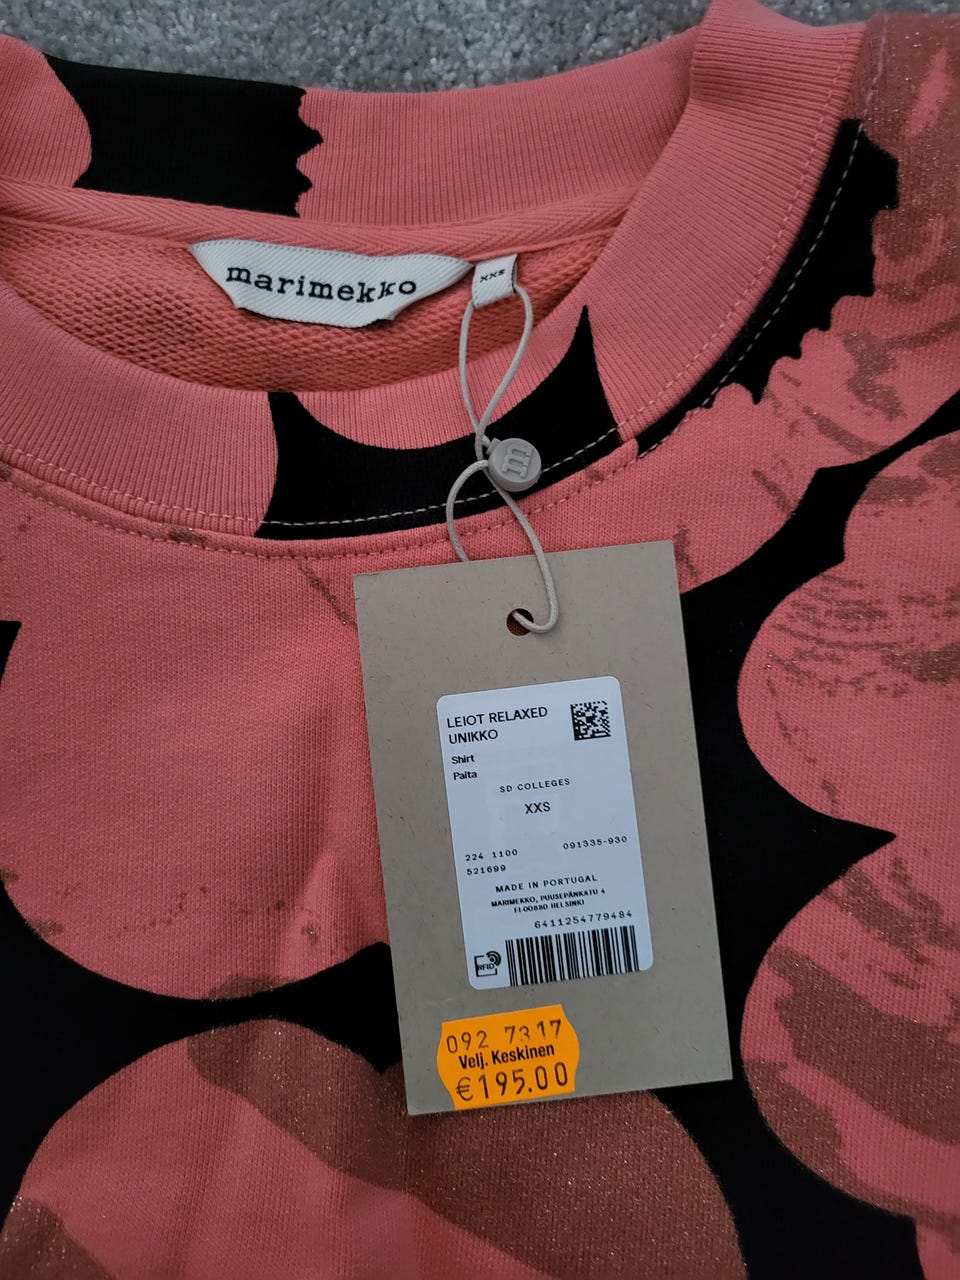 marimekko
xxs
m
LEIOT RELAXED
UNIKKO
Shirt
Paita
SD COLLEGES
XXS
224 1100 091335-930
521699
MADE IN PORTUGAL
MARIMEKKO, PUUSEPÄNKATU 4
FI-00880 HELSINKI
6411254779484
RFID
092 7317
Velj. Keskinen
€195.00